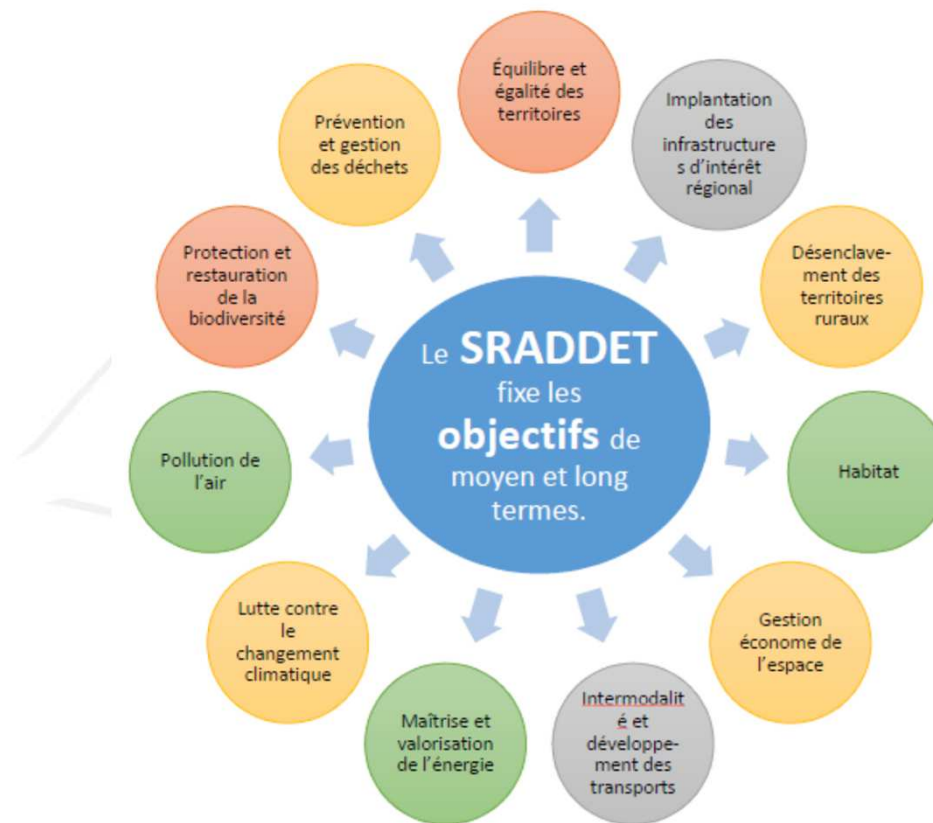 Équilibre et
égalité des
territoires
Implantation
des
infrastructure
s d'intérêt
régional
Désenclave-
ment des
territoires
ruraux
Habitat
Gestion
économe de
l'espace
Intermodalit
é et
développe-
ment des
transports
Maîtrise et
valorisation
de l'énergie
Lutte contre
le
changement
climatique
Pollution de
l'air
Protection et
restauration
de la
biodiversité
Prévention
et gestion
des déchets
Le SRADDET
fixe les
objectifs de
moyen et long
termes.